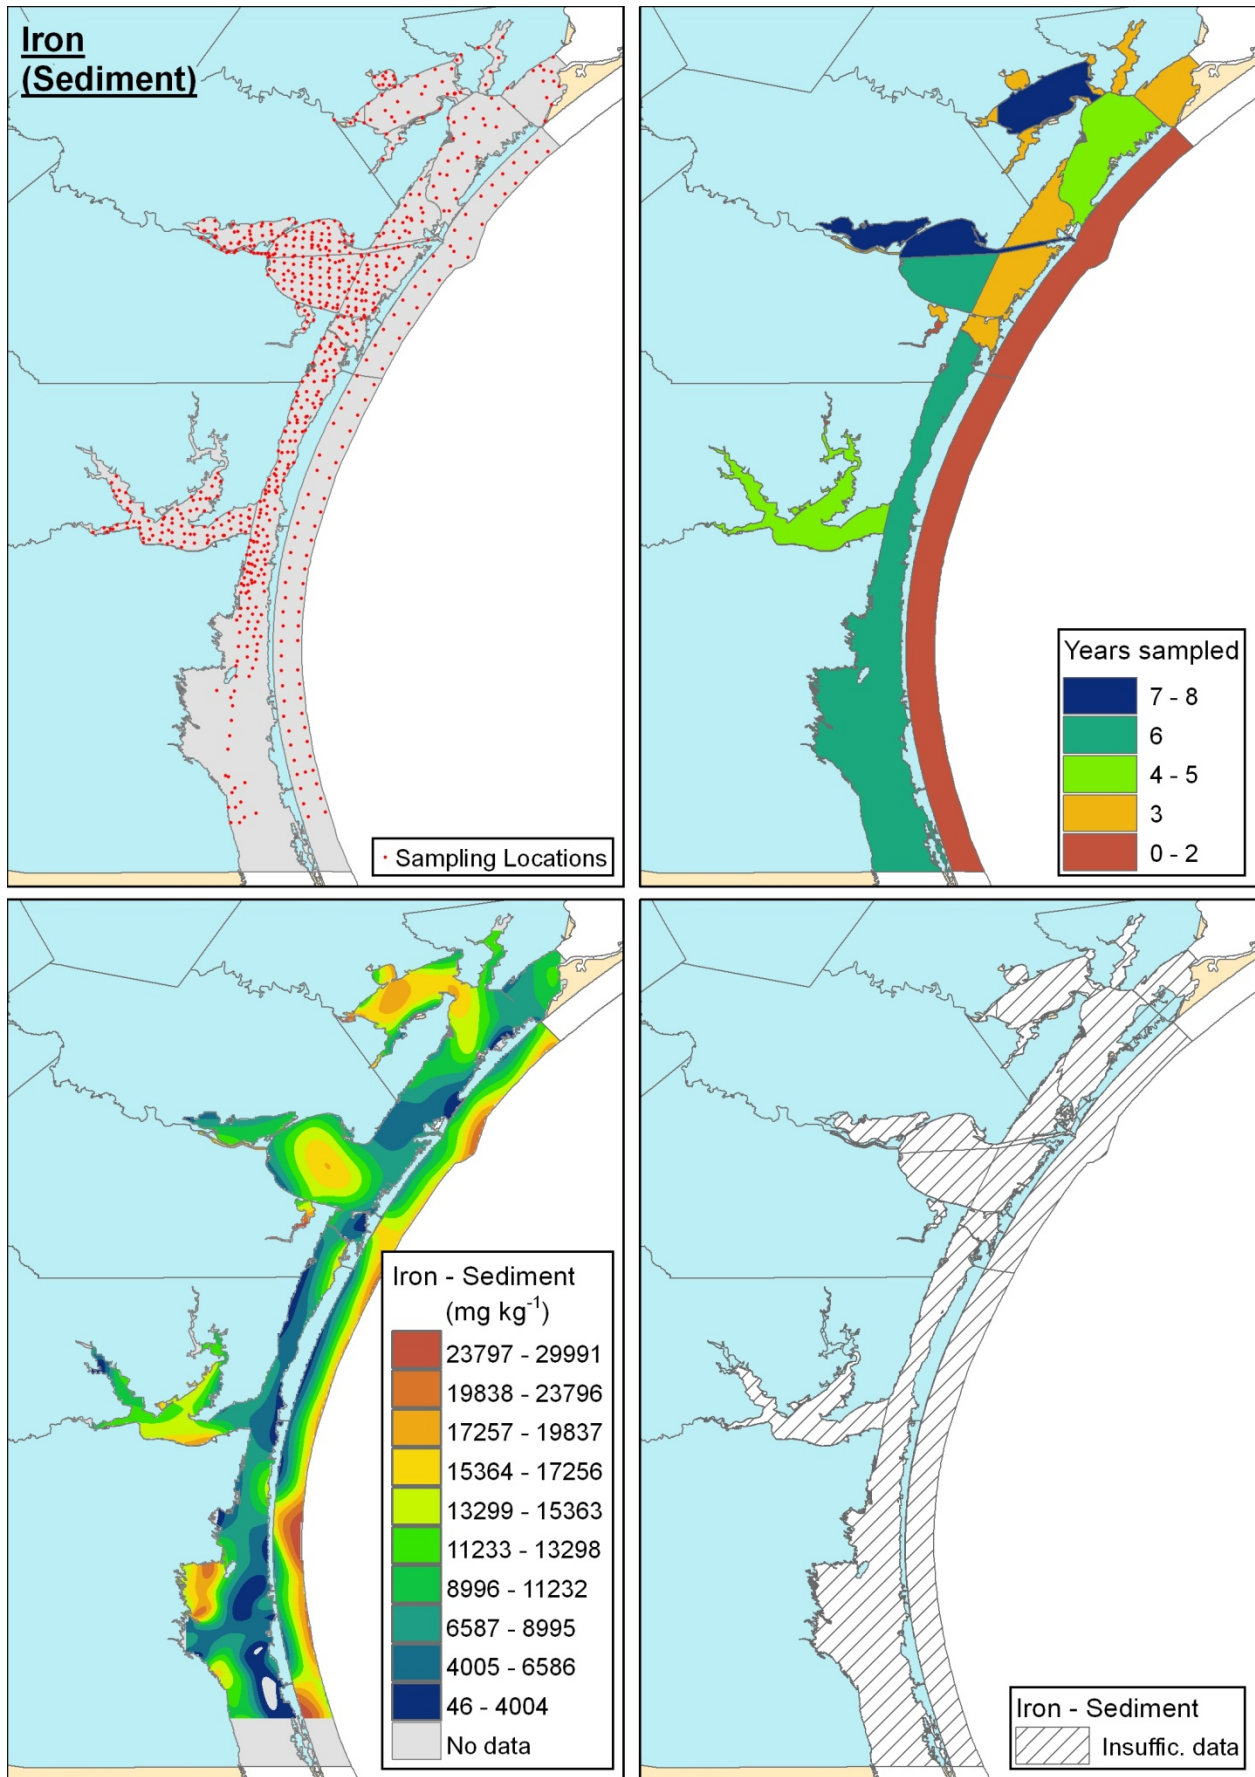 Iron
(Sediment)
Sampling Locations
Years sampled
7 - 8
6
4 - 5
3
0 - 2
Iron - Sediment
(mg kg⁻¹)
23797 - 29991
19838 - 23796
17257 - 19837
15364 - 17256
13299 - 15363
11233 - 13298
8996 - 11232
6587 - 8995
4005 - 6586
46 - 4004
No data
Iron - Sediment
Insuffic. data